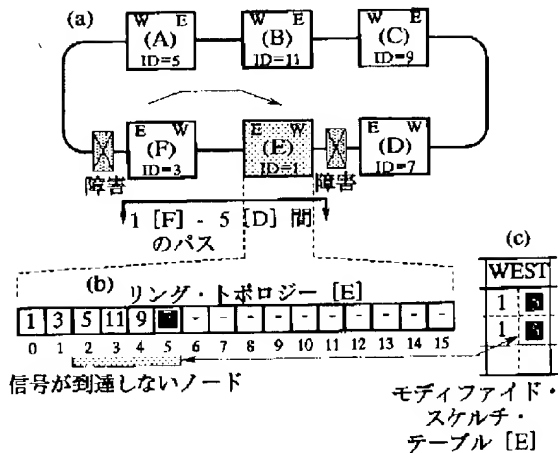 (a)
W E
(A)
ID=5
W E
(B)
ID=11
W E
(C)
ID=9
E W
(F)
ID=3
E W
(E)
ID=1
E W
(D)
ID=7
障害
障害
1 [F] - 5 [D] 間
のパス
(b)
リング・トポロジー [E]
1 3 5 11 9 - - - - - - - - - -
0 1 2 3 4 5 6 7 8 9 10 11 12 13 14 15
信号が到達しないノード
(c)
WEST
1
1
モディファイド・
スケルチ・
テーブル [E]